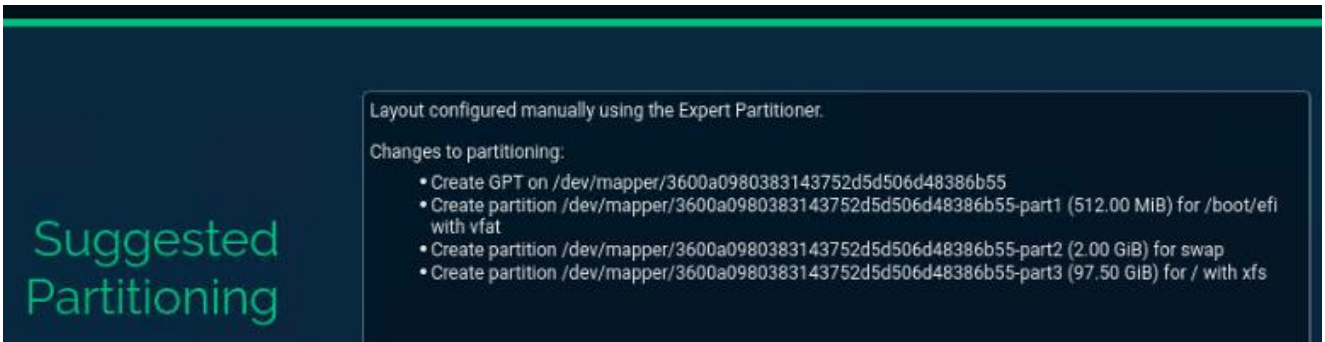 Layout configured manually using the Expert Partitioner.
Changes to partitioning:
• Create GPT on /dev/mapper/3600a0980383143752d5d506d48386b55
• Create partition /dev/mapper/3600a0980383143752d5d506d48386b55-part1 (512.00 MiB) for /boot/efi
with vfat
• Create partition /dev/mapper/3600a0980383143752d5d506d48386b55-part2 (2.00 GiB) for swap
• Create partition /dev/mapper/3600a0980383143752d5d506d48386b55-part3 (97.50 GiB) for / with xfs
Suggested
Partitioning